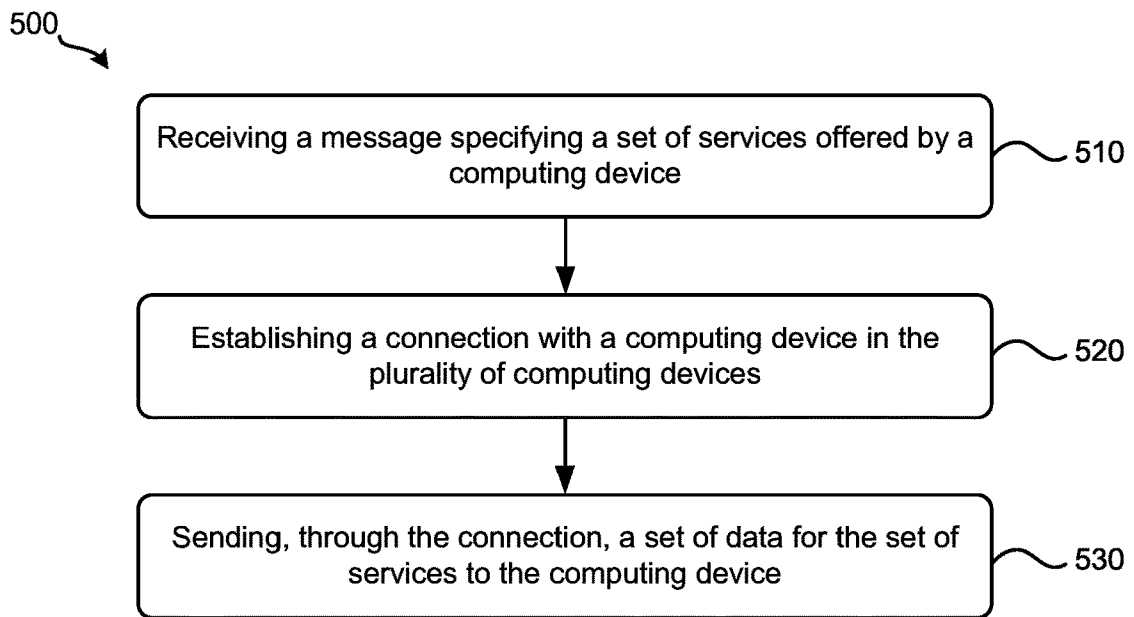 500
Receiving a message specifying a set of services offered by a
computing device
510
Establishing a connection with a computing device in the
plurality of computing devices
520
Sending, through the connection, a set of data for the set of
services to the computing device
530